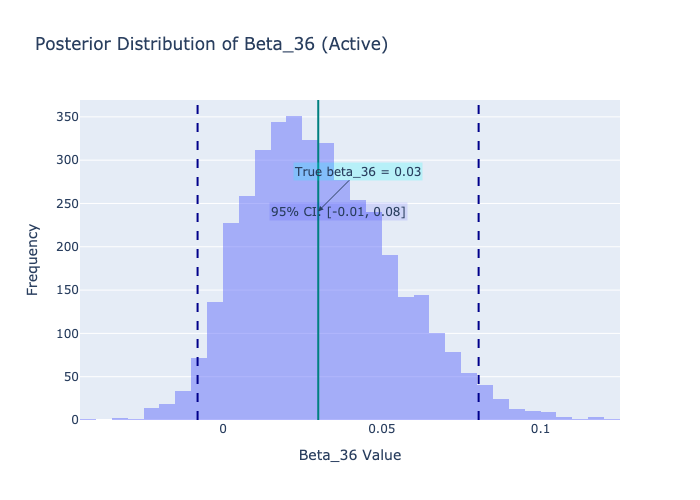 Posterior Distribution of Beta_36 (Active)
350
300
250
200
150
100
50
0
Frequency
True beta_36 = 0.03
95% CI: [-0.01, 0.08]
0
0.05
0.1
Beta_36 Value